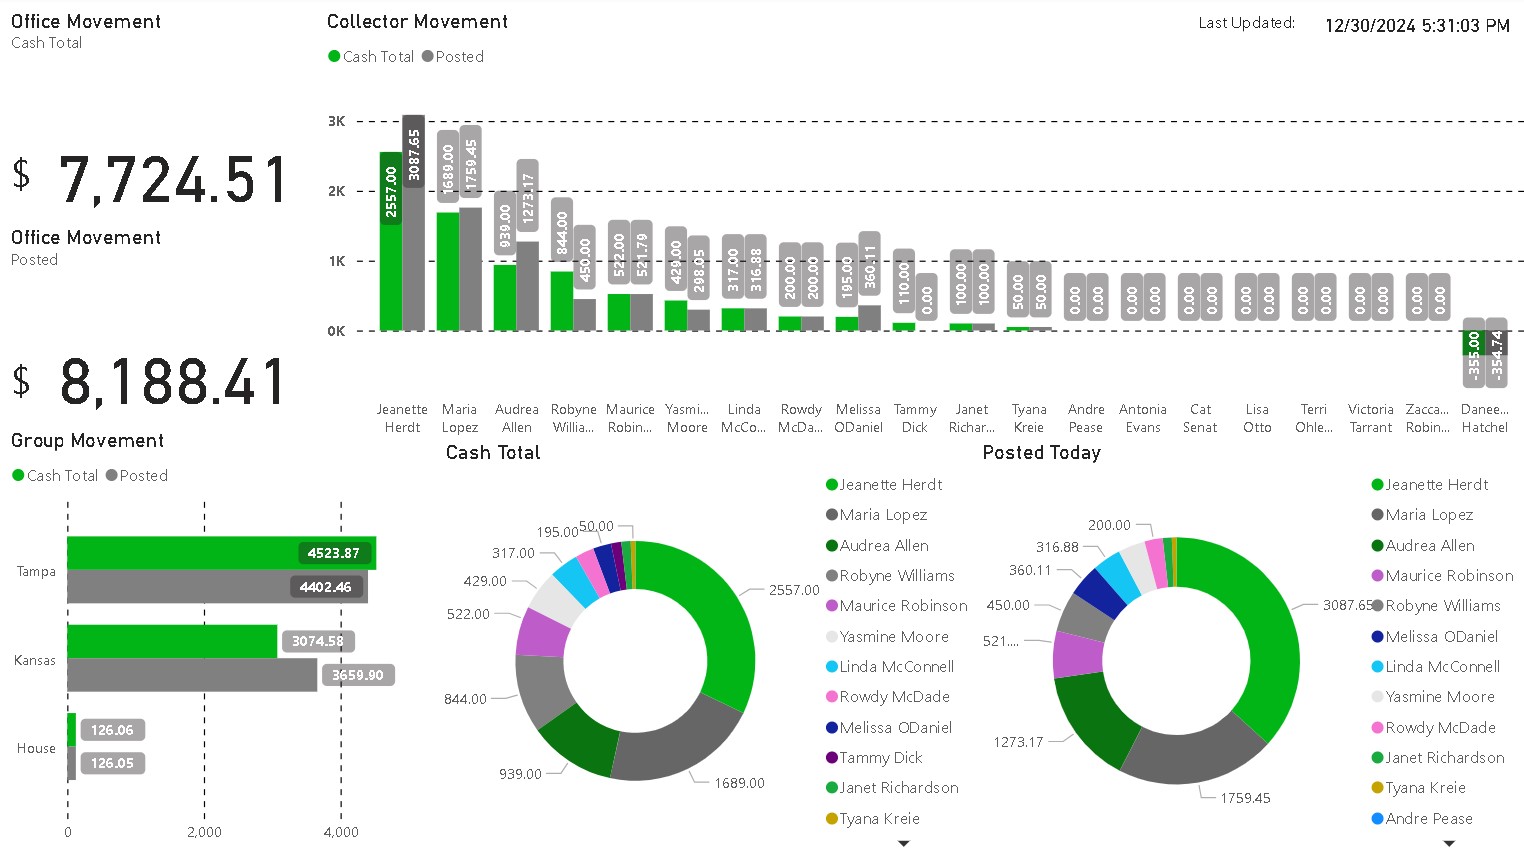 Office Movement
Cash Total
$ 7,724.51
Office Movement
Posted
$ 8,188.41
Collector Movement
Cash Total Posted
Last Updated: 12/30/2024 5:31:03 PM
3K
2K
1K
0K
2557.00 3087.65
1689.00 1759.45
939.00 1273.17
844.00 450.00
522.00 521.79
429.00 298.05
317.00 316.88
200.00 200.00
195.00 360.11
110.00 0.00
100.00 100.00
50.00 50.00
0.00 0.00
0.00 0.00
0.00 0.00
0.00 0.00
0.00 0.00
0.00 0.00
0.00 0.00
-355.00 -354.74
Jeanette Herdt
Maria Lopez
Audrea Allen
Robyne Willia...
Maurice Robin...
Yasmi... Moore
Linda McCo...
Rowdy McDa...
Melissa ODaniel
Tammy Dick
Janet Richar...
Tyana Kreie
Andre Pease
Antonia Evans
Cat Senat
Lisa Otto
Terri Ohle...
Victoria Tarrant
Zacca... Robin...
Danee... Hatchel
Group Movement
Cash Total Posted
Tampa
4523.87
4402.46
Kansas
3074.58
3659.90
House
126.06
126.05
0 2,000 4,000
Cash Total
50.00
195.00
317.00
429.00
522.00
844.00
939.00
1689.00
2557.00
Jeanette Herdt
Maria Lopez
Audrea Allen
Robyne Williams
Maurice Robinson
Yasmine Moore
Linda McConnell
Rowdy McDade
Melissa ODaniel
Tammy Dick
Janet Richardson
Tyana Kreie
Posted Today
200.00
316.88
360.11
450.00
521....
1273.17
1759.45
3087.65
Jeanette Herdt
Maria Lopez
Audrea Allen
Maurice Robinson
Robyne Williams
Melissa ODaniel
Linda McConnell
Yasmine Moore
Rowdy McDade
Janet Richardson
Tyana Kreie
Andre Pease